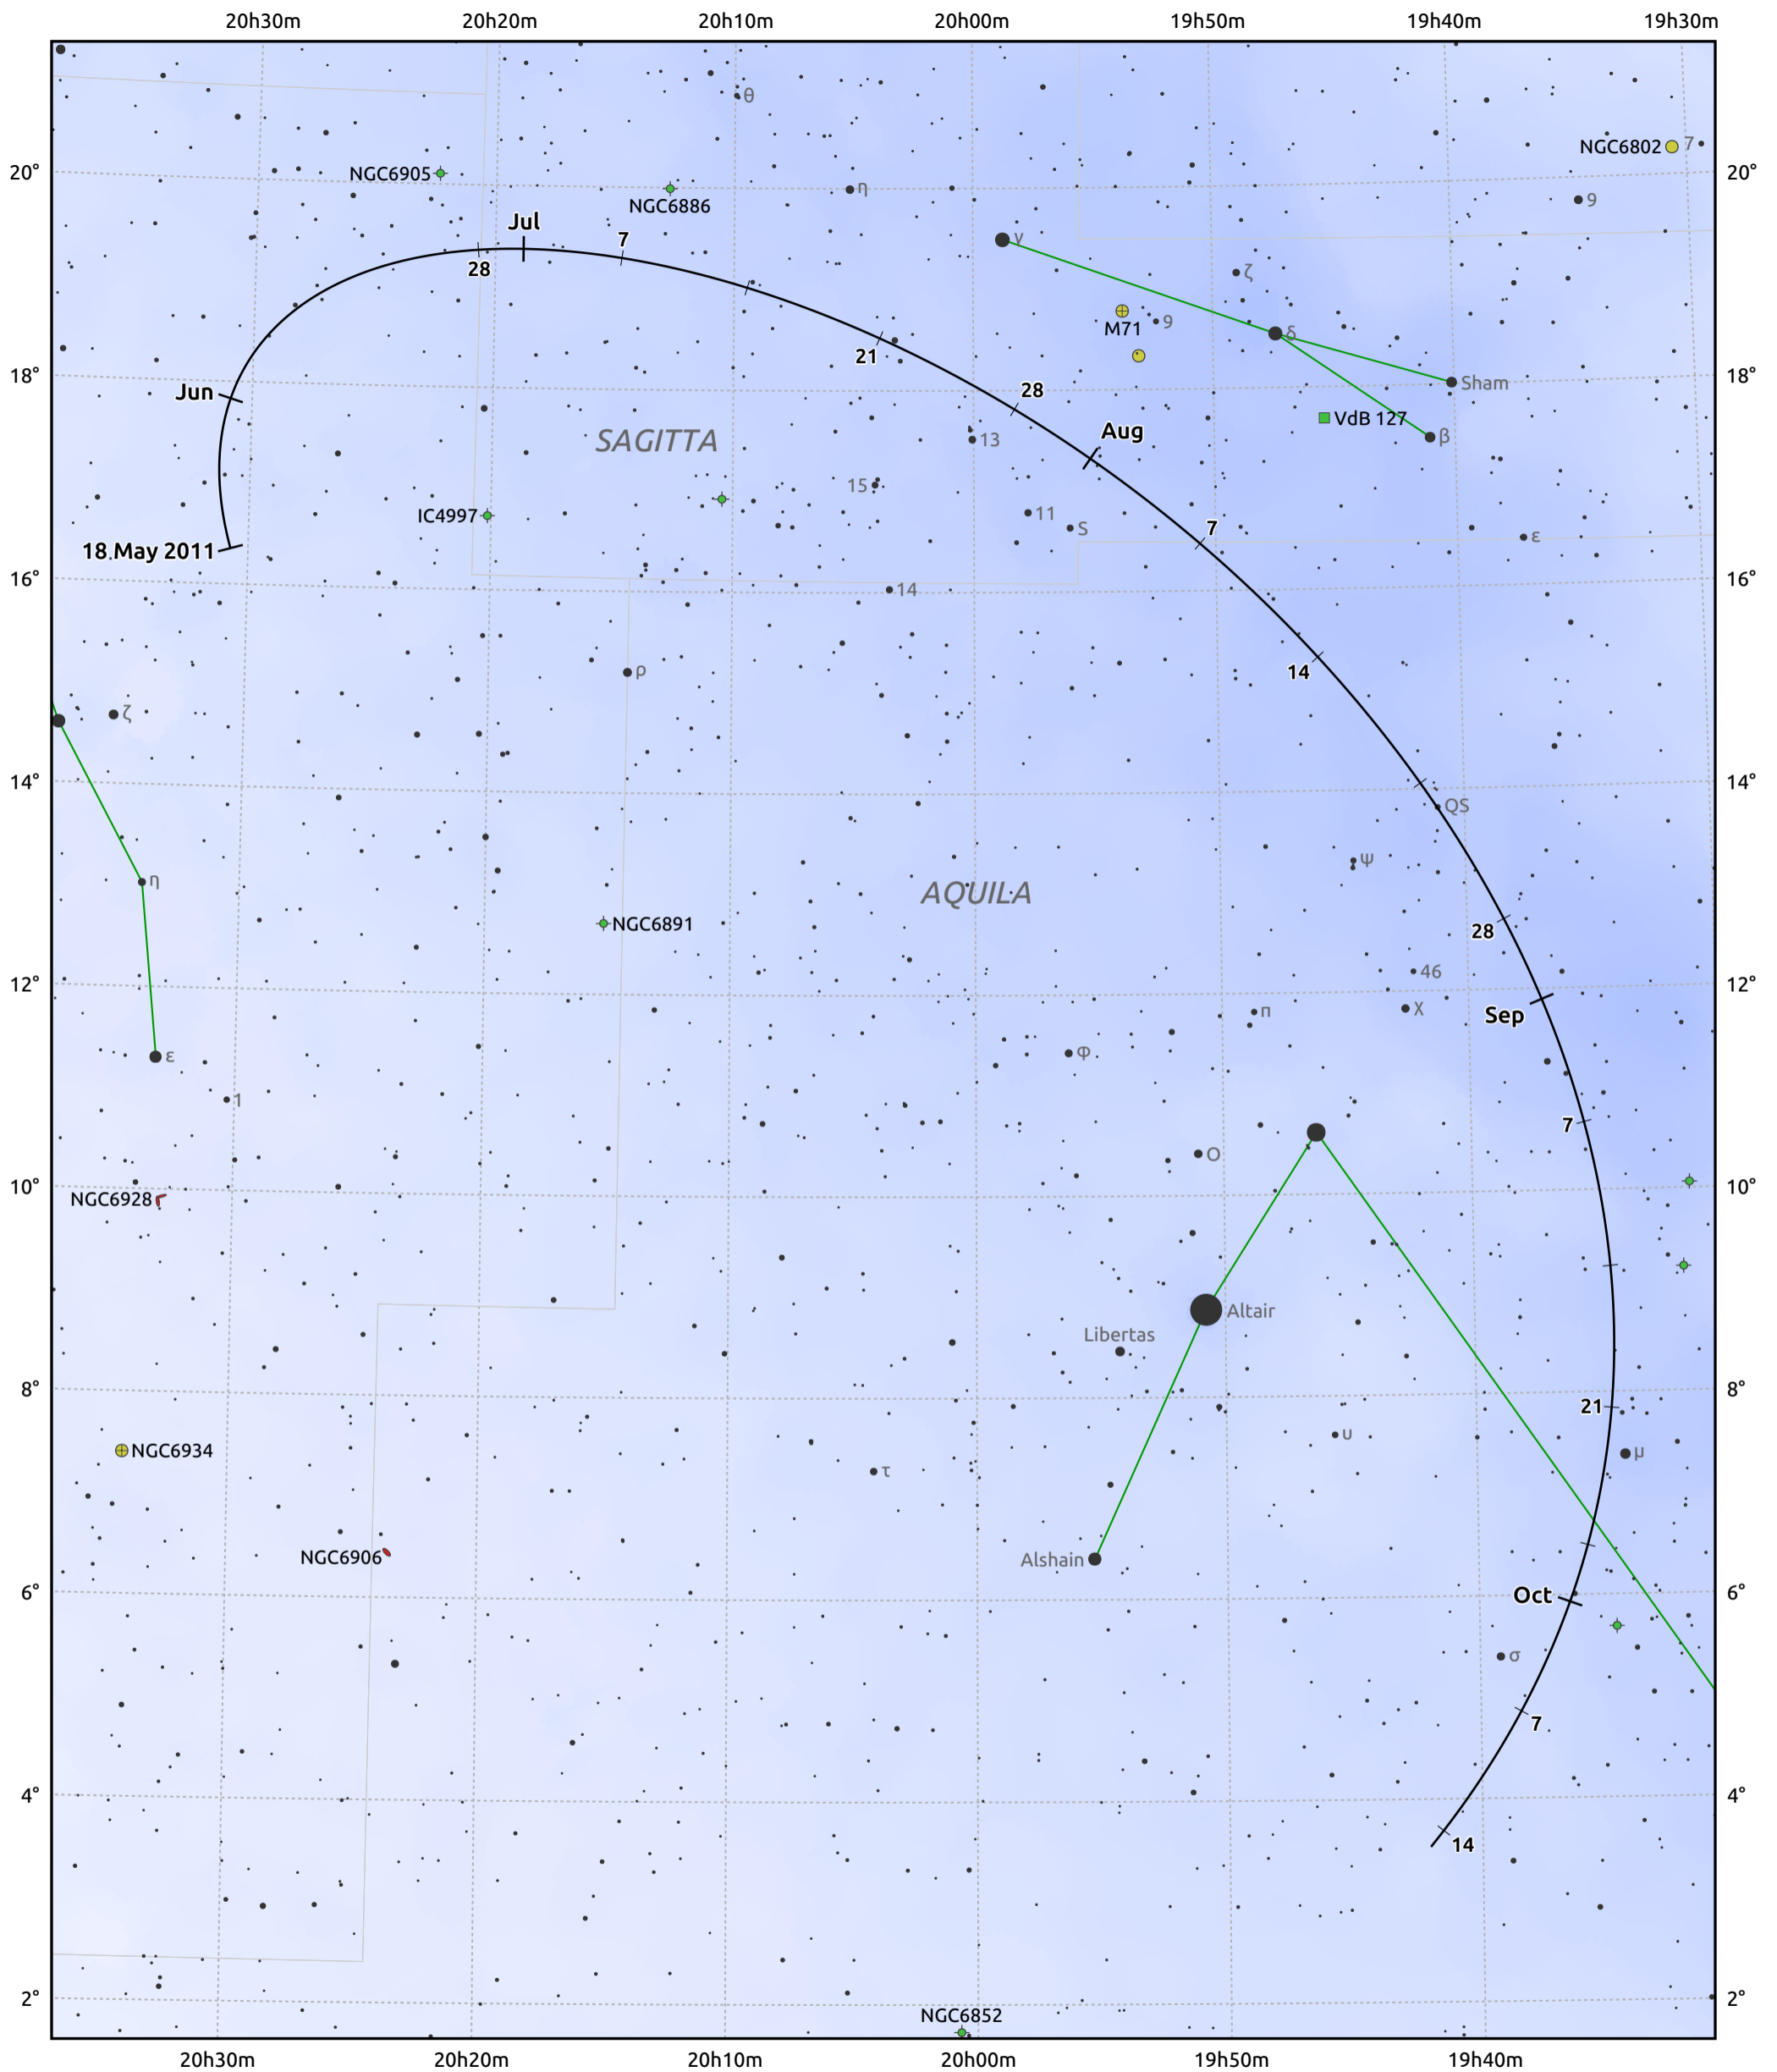 20h30m 20h20m 20h10m 20h00m 19h50m 19h40m 19h30m
θ
NGC6802 7
20° NGC6905 20°
η
NGC6886 9
Jul
7 γ
28 ζ
M71 9
21 δ
18° 28 Sham 18°
Jun
VdB 127
SAGITTA 13 Aug β
15
IC4997 11 S 7 ε
18.May 2011
16° 14 16°
ρ 14
ζ
14° 14°
QS
ψ
η AQUILA
NGC6891 28
46
12° 12°
π χ Sep
ε φ
1 7
ο
10° NGC6928 10°
Altair
Libertas
8° 8°
21
υ
NGC6934 μ
τ
NGC6906 Alshain
6° Oct 6°
σ
7
4° 4°
14
2° NGC6852 2°
20h30m 20h20m 20h10m 20h00m 19h50m 19h40m